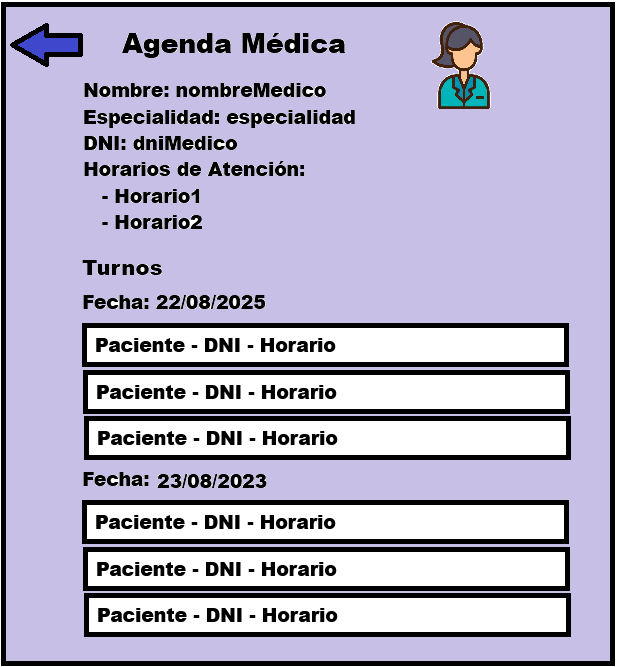 Agenda Médica
Nombre: nombreMedico
Especialidad: especialidad
DNI: dniMedico
Horarios de Atención:
- Horario1
- Horario2
Turnos
Fecha: 22/08/2025
Paciente - DNI - Horario
Paciente - DNI - Horario
Paciente - DNI - Horario
Fecha: 23/08/2023
Paciente - DNI - Horario
Paciente - DNI - Horario
Paciente - DNI - Horario